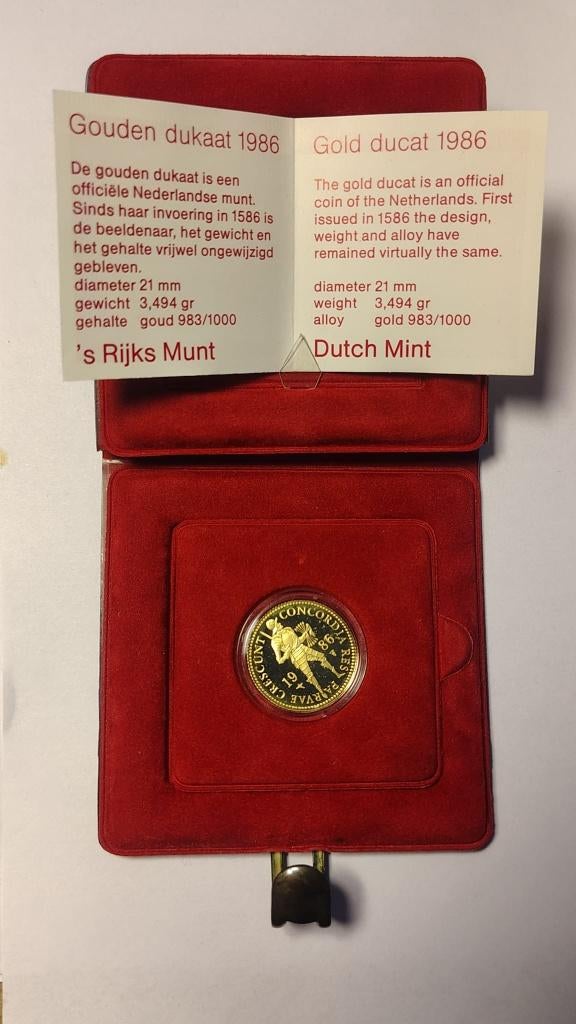 Gouden dukaat 1986
De gouden dukaat is een
officiële Nederlandse munt.
Sinds haar invoering in 1586 is
de beeldenaar, het gewicht en
het gehalte vrijwel ongewijzigd
gebleven.
diameter 21 mm
gewicht 3,494 gr
gehalte goud 983/1000
's Rijks Munt
Gold ducat 1986
The gold ducat is an official
coin of the Netherlands. First
issued in 1586 the design,
weight and alloy have
remained virtually the same.
diameter 21 mm
weight 3,494 gr
alloy gold 983/1000
Dutch Mint
CONCORDIA RES PARVAE CRESCUNT
19 86